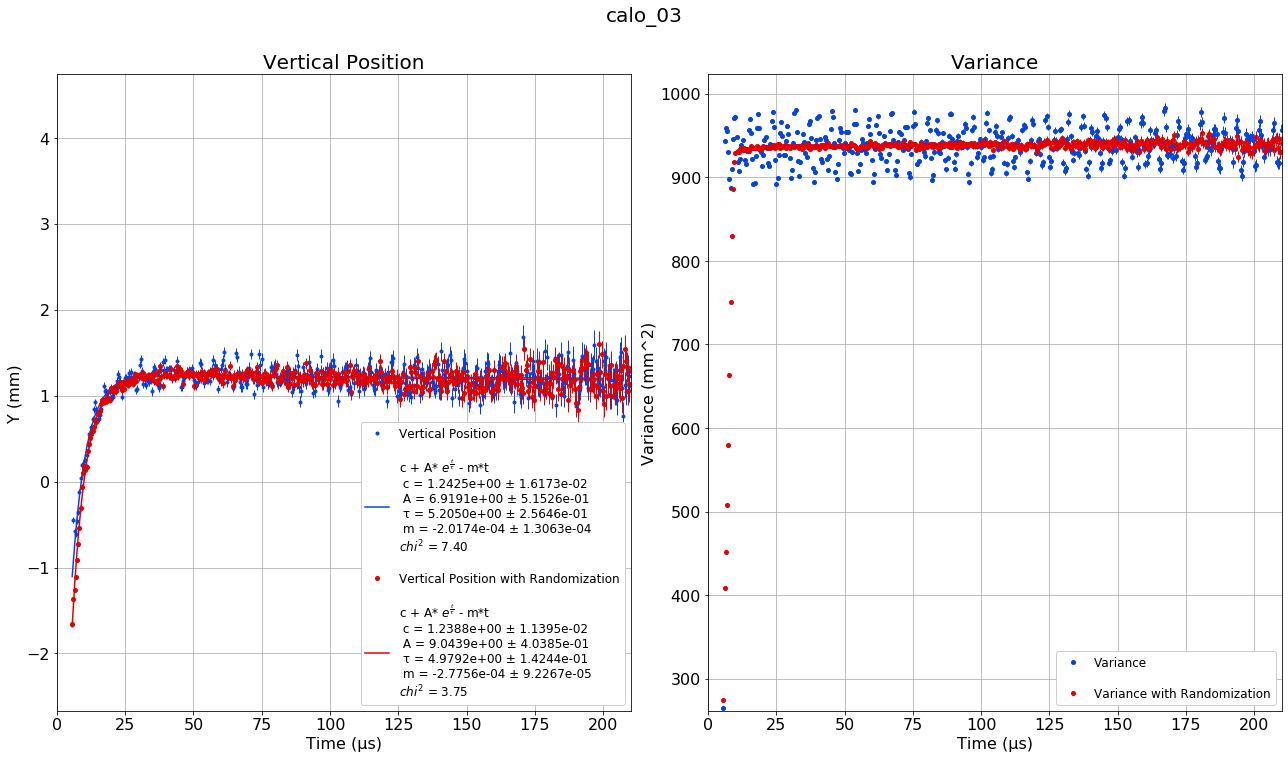 calo_03
Vertical Position
Y (mm)
4
3
2
1
0
−1
−2
0 25 50 75 100 125 150 175 200
Time (μs)
Vertical Position
c + A* e^{t/τ} - m*t
c = 1.2425e+00 ± 1.6173e-02
A = 6.9191e+00 ± 5.1526e-01
τ = 5.2050e+00 ± 2.5646e-01
m = -2.0174e-04 ± 1.3063e-04
chi² = 7.40
Vertical Position with Randomization
c + A* e^{t/τ} - m*t
c = 1.2388e+00 ± 1.1395e-02
A = 9.0439e+00 ± 4.0385e-01
τ = 4.9792e+00 ± 1.4244e-01
m = -2.7756e-04 ± 9.2267e-05
chi² = 3.75
Variance
Variance (mm^2)
1000
900
800
700
600
500
400
300
0 25 50 75 100 125 150 175 200
Time (μs)
Variance
Variance with Randomization